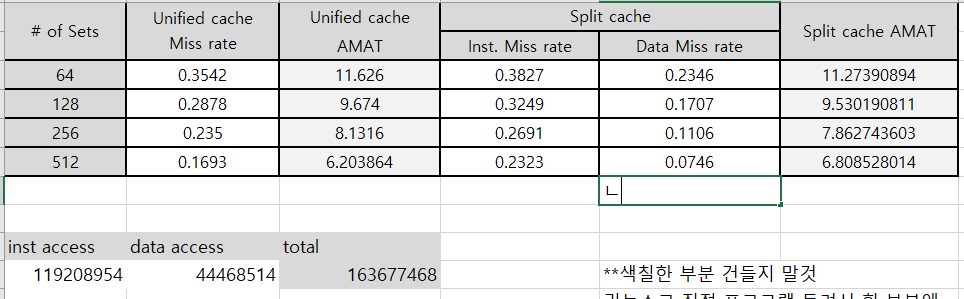 # of Sets Unified cache Miss rate Unified cache AMAT Split cache Split cache AMAT
Inst. Miss rate Data Miss rate
64 0.3542 11.626 0.3827 0.2346 11.27390894
128 0.2878 9.674 0.3249 0.1707 9.530190811
256 0.235 8.1316 0.2691 0.1106 7.862743603
512 0.1693 6.203864 0.2323 0.0746 6.808528014
ㄴ
inst access data access total
119208954 44468514 163677468 **색칠한 부분 건들지 말것